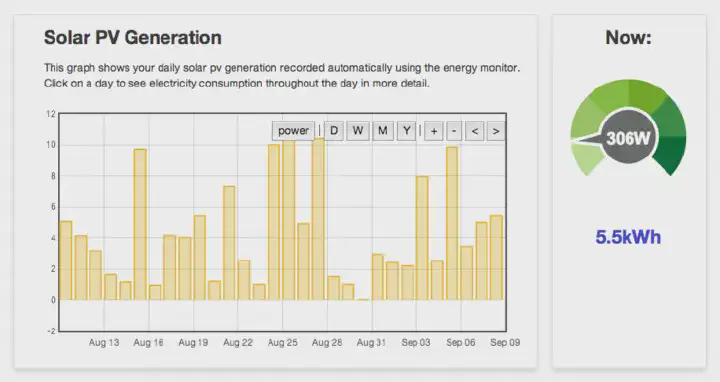 Solar PV Generation
This graph shows your daily solar pv generation recorded automatically using the energy monitor.
Click on a day to see electricity consumption throughout the day in more detail.
power | D W M Y | + - < >
12
10
8
6
4
2
0
-2
Aug 13 Aug 16 Aug 19 Aug 22 Aug 25 Aug 28 Aug 31 Sep 03 Sep 06 Sep 09
Now:
306W
5.5kWh